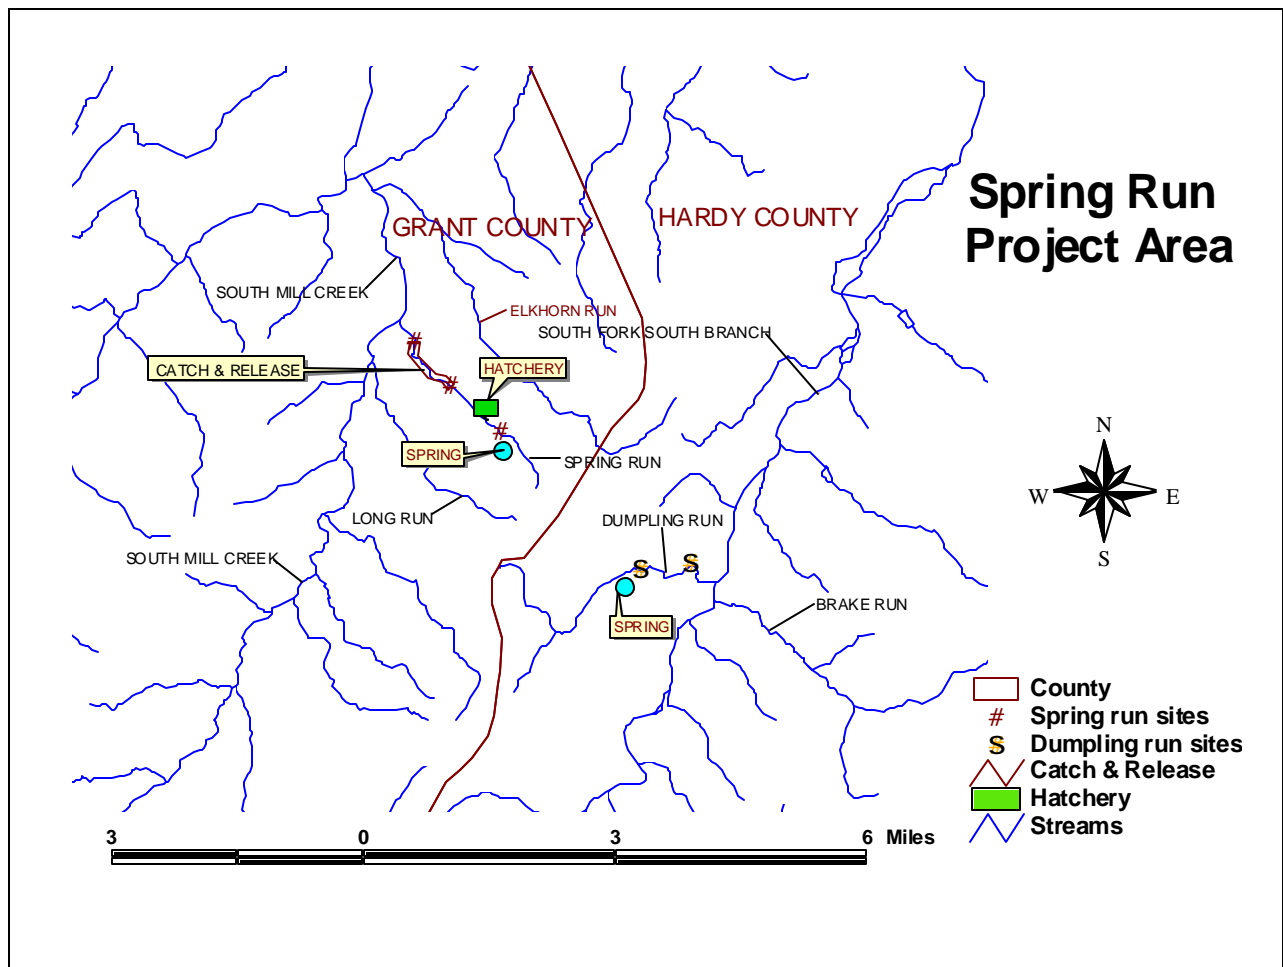 Spring Run
Project Area
GRANT COUNTY
HARDY COUNTY
SOUTH MILL CREEK
ELKHORN RUN
SOUTH FORK SOUTH BRANCH
CATCH & RELEASE
HATCHERY
SPRING
SPRING RUN
LONG RUN
DUMPLING RUN
SOUTH MILL CREEK
BRAKE RUN
SPRING
N
W
E
S
County
# Spring run sites
S Dumpling run sites
Catch & Release
Hatchery
Streams
3 0 3 6 Miles